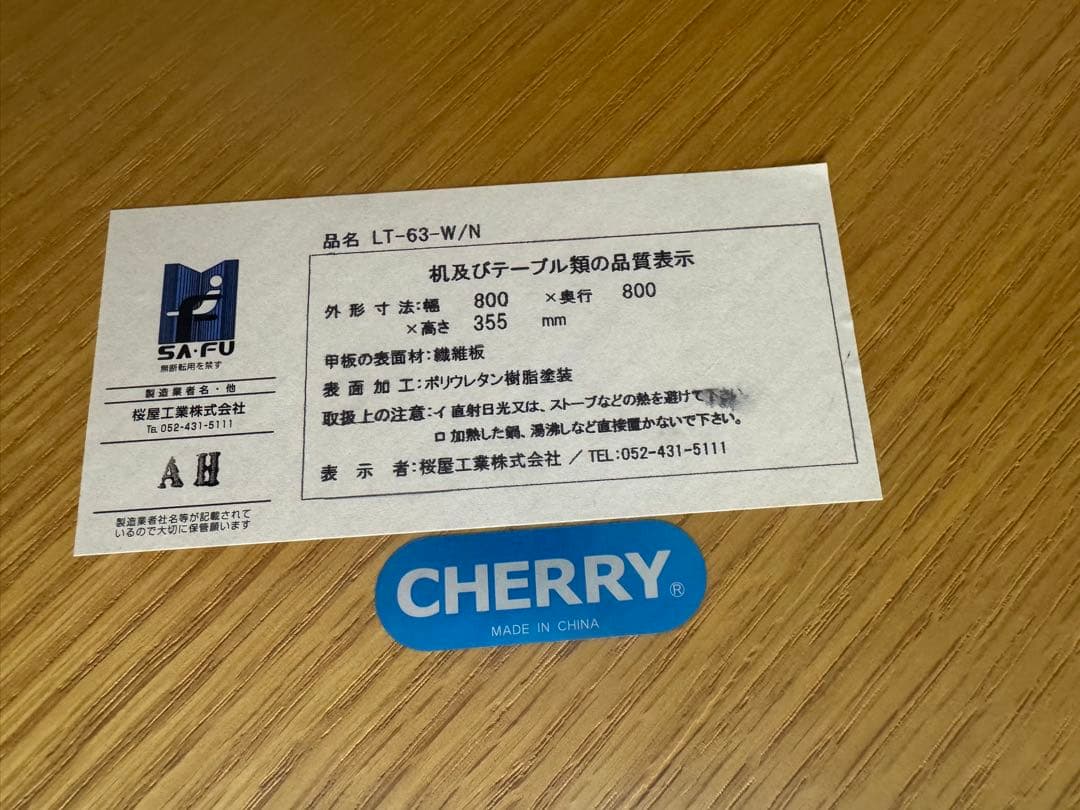 品名 LT-63-W/N
机及びテーブル類の品質表示
外形寸法:幅 800 ×奥行 800
×高さ 355 mm
甲板の表面材:繊維板
表面加工:ポリウレタン樹脂塗装
取扱上の注意:イ 直射日光又は、ストーブなどの熱を避けて
ロ 加熱した鍋、湯沸しなど直接置かないで下さい。
表示者:桜屋工業株式会社 / TEL:052-431-5111
SA・FU
無断転用を禁す
製造業者名・他
桜屋工業株式会社
TEL 052-431-5111
A H
製造業者社名等が記載されて
いるので大切に保管願います
CHERRY®
MADE IN CHINA